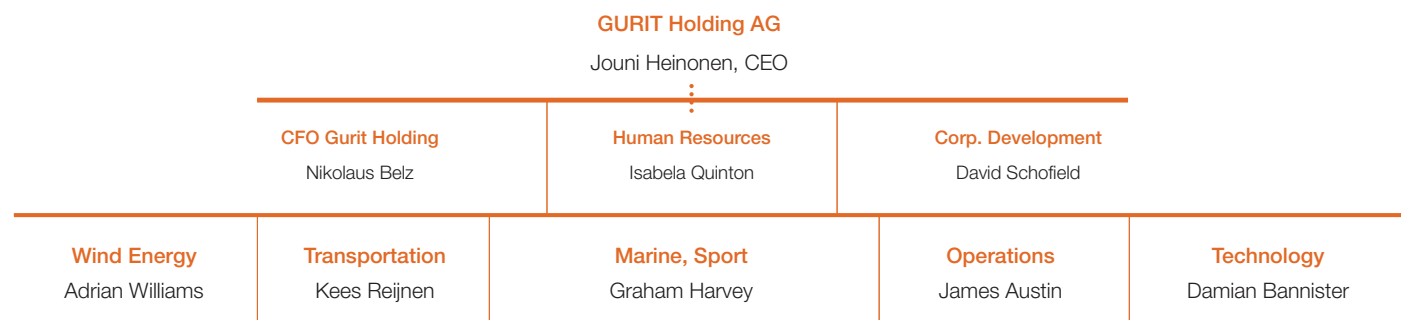 GURIT Holding AG
Jouni Heinonen, CEO
CFO Gurit Holding
Nikolaus Belz
Human Resources
Isabela Quinton
Corp. Development
David Schofield
Wind Energy
Adrian Williams
Transportation
Kees Reijnen
Marine, Sport
Graham Harvey
Operations
James Austin
Technology
Damian Bannister